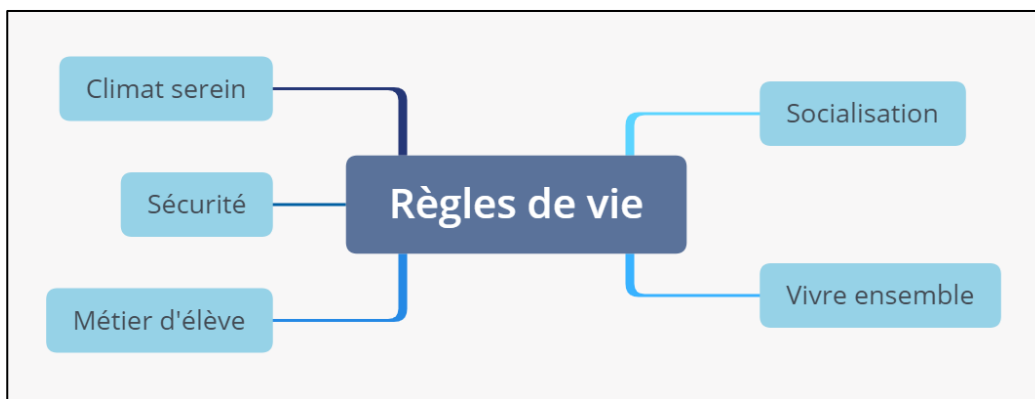 Climat serein
Socialisation
Sécurité
Règles de vie
Métier d'élève
Vivre ensemble